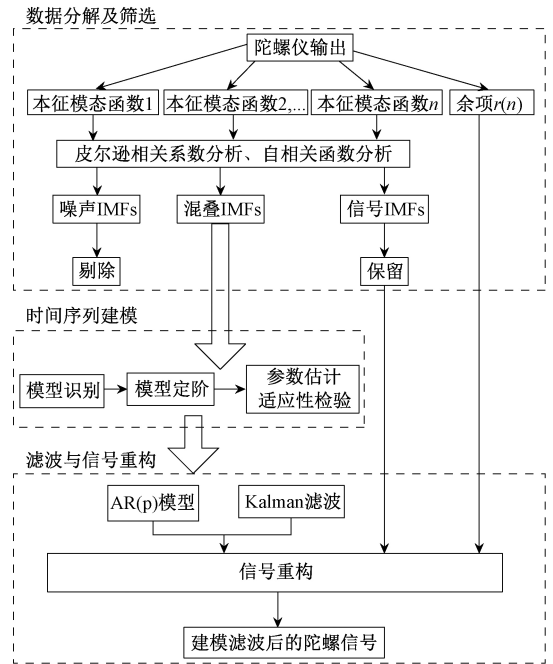 数据分解及筛选
陀螺仪输出
本征模态函数1
本征模态函数2,...
本征模态函数n
余项r(n)
皮尔逊相关系数分析、自相关函数分析
噪声IMFs
混叠IMFs
信号IMFs
剔除
保留
时间序列建模
模型识别
模型定阶
参数估计
适应性检验
滤波与信号重构
AR(p)模型
Kalman滤波
信号重构
建模滤波后的陀螺信号